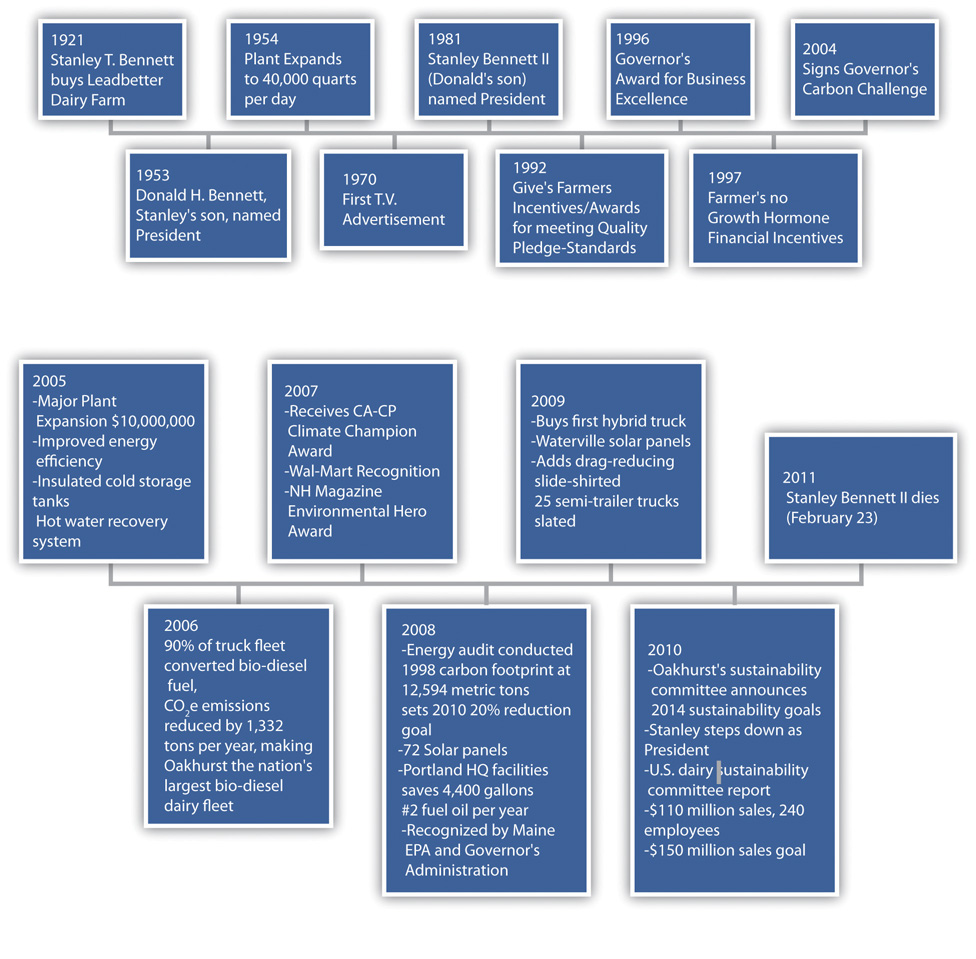 1921
Stanley T. Bennett
buys Leadbetter
Dairy Farm
1953
Donald H. Bennett,
Stanley's son, named
President
1954
Plant Expands
to 40,000 quarts
per day
1970
First T.V.
Advertisement
1981
Stanley Bennett II
(Donald's son)
named President
1992
Give's Farmers
Incentives/Awards
for meeting Quality
Pledge-Standards
1996
Governor's
Award for Business
Excellence
1997
Farmer's no
Growth Hormone
Financial Incentives
2004
Signs Governor's
Carbon Challenge
2005
-Major Plant
Expansion $10,000,000
-Improved energy
efficiency
-Insulated cold storage
tanks
Hot water recovery
system
2006
90% of truck fleet
converted bio-diesel
fuel,
CO₂e emissions
reduced by 1,332
tons per year, making
Oakhurst the nation's
largest bio-diesel
dairy fleet
2007
-Receives CA-CP
Climate Champion
Award
-Wal-Mart Recognition
-NH Magazine
Environmental Hero
Award
2008
-Energy audit conducted
1998 carbon footprint at
12,594 metric tons
sets 2010 20% reduction
goal
-72 Solar panels
-Portland HQ facilities
saves 4,400 gallons
#2 fuel oil per year
-Recognized by Maine
EPA and Governor's
Administration
2009
-Buys first hybrid truck
-Waterville solar panels
-Adds drag-reducing
slide-shirted
25 semi-trailer trucks
slated
2010
-Oakhurst's sustainability
committee announces
2014 sustainability goals
-Stanley steps down as
President
-U.S. dairy sustainability
committee report
-$110 million sales, 240
employees
-$150 million sales goal
2011
Stanley Bennett II dies
(February 23)